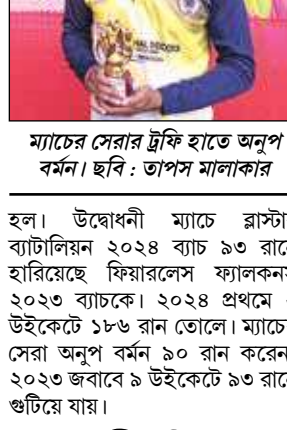 ম্যাচের সেরার ট্রফি হাতে অনুপ
বর্মন। ছবি : তাপস মালাকার
হল। উদ্বোধনী ম্যাচে
ব্যাটালিয়ন ২০২৪ ব্যাচ ৯৩ রানে
হারিয়েছে ফিয়ারলেস
২০২৩ ব্যাচকে। ২০২৪ প্রথমে
উইকেটে ১৮৬ রান তোলে। ম্যাচে
সেরা অনুপ বর্মন ৯০ রান করেন
২০২৩ জবাবে ৯ উইকেটে ৯৩ রানে
গুটিয়ে যায়।